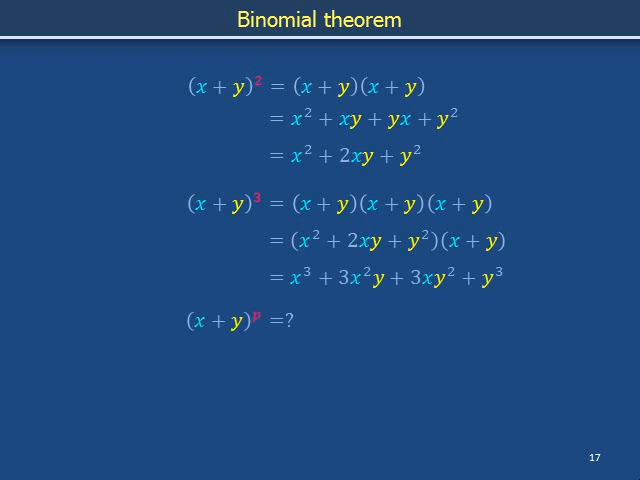 Binomial theorem
(x + y)² = (x + y)(x + y)
= x² + xy + yx + y²
= x² + 2xy + y²
(x + y)³ = (x + y)(x + y)(x + y)
= (x² + 2xy + y²)(x + y)
= x³ + 3x²y + 3xy² + y³
(x + y)ᵖ =?
17